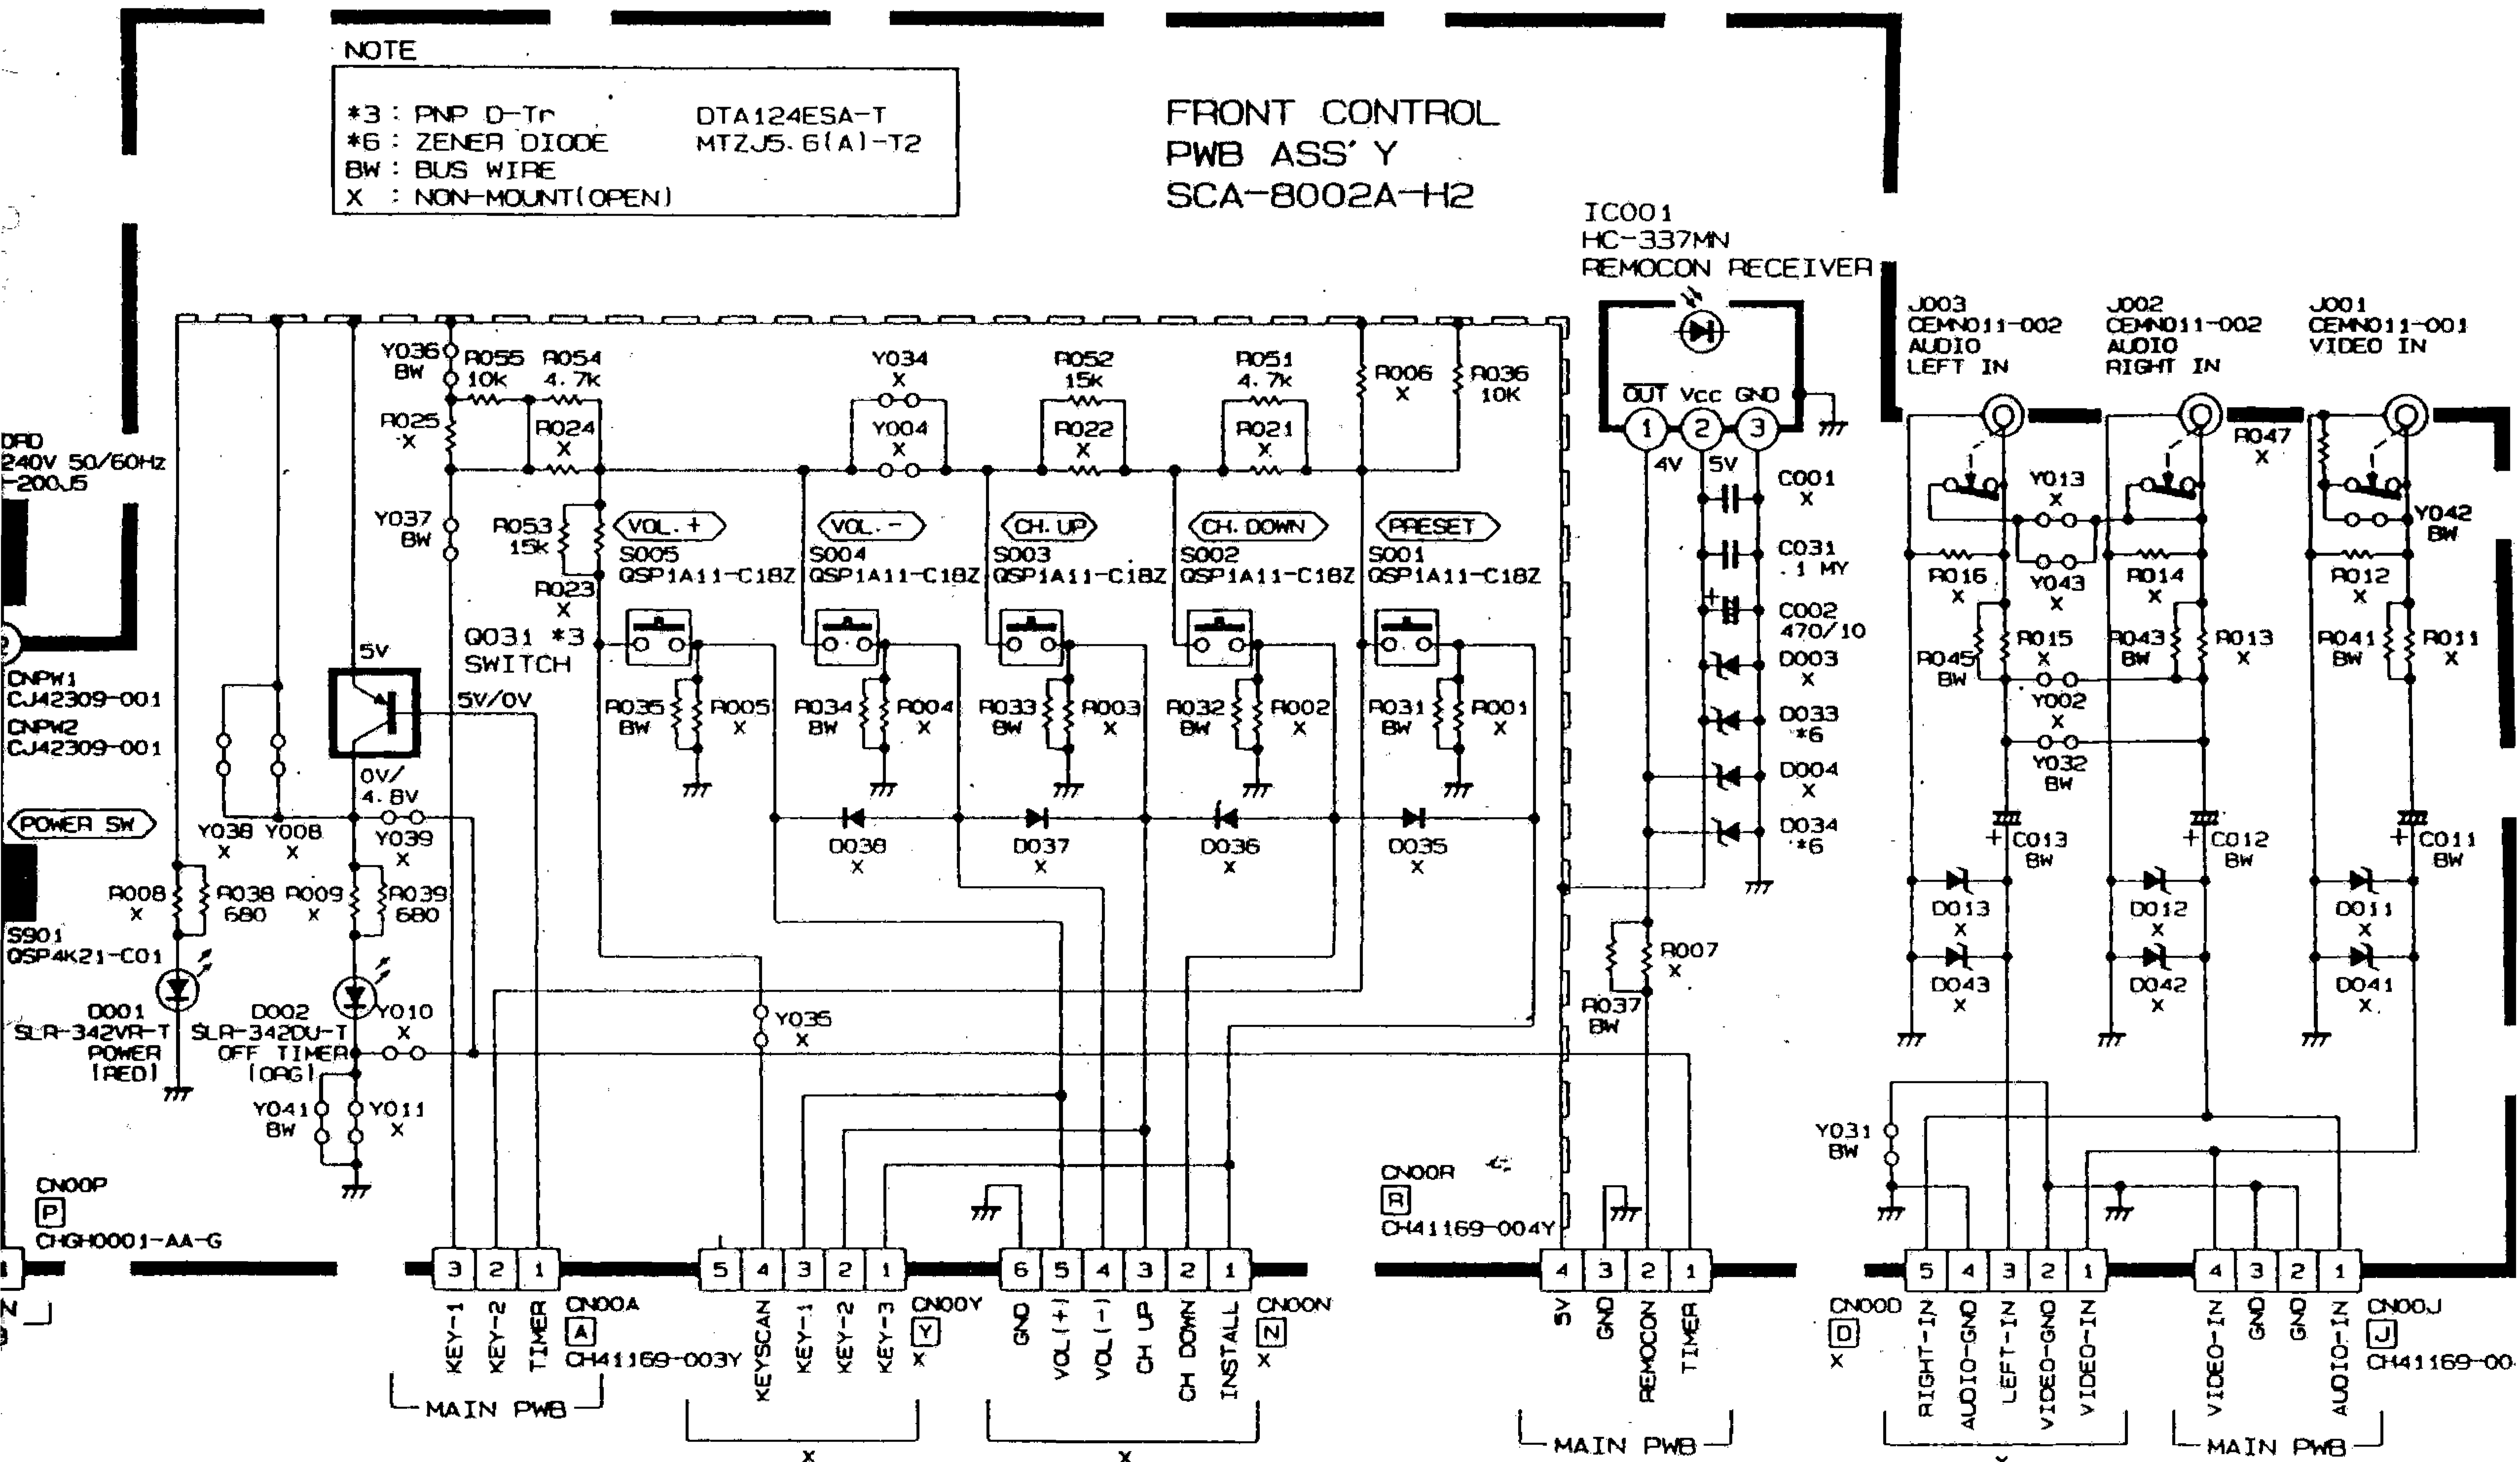 NOTE
*3 : PNP D-Tr DTA124ESA-T
*6 : ZENER DIODE MTZJ5.6(A)-T2
BW : BUS WIRE
X : NON-MOUNT(OPEN)
FRONT CONTROL
PWB ASS'Y
SCA-8002A-H2
IC001
HC-337MN
REMOCON RECEIVER
OUT Vcc GND
1 2 3
4V 5V
J003
CEMN011-002
AUDIO
LEFT IN
J002
CEMN011-002
AUDIO
RIGHT IN
J001
CEMN011-001
VIDEO IN
240V 50/60Hz
-200J5
CNPW1
CJ42309-001
CNPW2
CJ42309-001
POWER SW
S901
QSP4K21-C01
Y036
BW
R055
10K
R054
4.7K
R025
X
R024
X
Y034
X
Y004
X
R052
15K
R022
X
R051
4.7K
R021
X
R006
X
R036
10K
Y037
BW
R053
15K
R023
X
VOL.+
S005
QSP1A11-C18Z
VOL.-
S004
QSP1A11-C18Z
CH.UP
S003
QSP1A11-C18Z
CH.DOWN
S002
QSP1A11-C18Z
PRESET
S001
QSP1A11-C18Z
Q031 *3
SWITCH
5V
5V/0V
0V/
4.8V
R035
BW
R005
X
R034
BW
R004
X
R033
BW
R003
X
R032
BW
R002
X
R031
BW
R001
X
D038
X
D037
X
D036
X
D035
X
Y038
X
Y008
X
Y039
X
R008
X
R038
680
R009
X
R039
680
D001
SLR-342VR-T
POWER
(RED)
D002
SLR-342DU-T
OFF TIMER
(ORG)
Y010
X
Y041
BW
Y011
X
Y035
X
C001
X
C031
.1 MY
C002
470/10
+
D003
X
D033
*6
D004
X
D034
*6
R007
X
R037
BW
R047
X
Y013
X
Y043
X
Y042
BW
R016
X
R014
X
R012
X
R045
BW
R015
X
R043
BW
R013
X
R041
BW
R011
X
Y002
X
Y032
BW
+ C013
BW
+ C012
BW
+ C011
BW
D013
X
D012
X
D011
X
D043
X
D042
X
D041
X
Y031
BW
CN00P
P
CHGH0001-AA-G
CN00R
R
CH41169-004Y
3 2 1
KEY-1
KEY-2
TIMER
CN00A
A
CH41169-003Y
MAIN PWB
5 4 3 2 1
KEYSCAN
KEY-1
KEY-2
KEY-3
CN00Y
Y
X
X
6 5 4 3 2 1
GND
VOL(+)
VOL(-)
CH UP
CH DOWN
INSTALL
CN00N
N
X
X
4 3 2 1
5V
GND
REMOCON
TIMER
MAIN PWB
CN00D
D
X
5 4 3 2 1
RIGHT-IN
AUDIO-GND
LEFT-IN
VIDEO-GND
VIDEO-IN
4 3 2 1
VIDEO-IN
GND
GND
AUDIO-IN
CN00J
J
CH41169-00
MAIN PWB